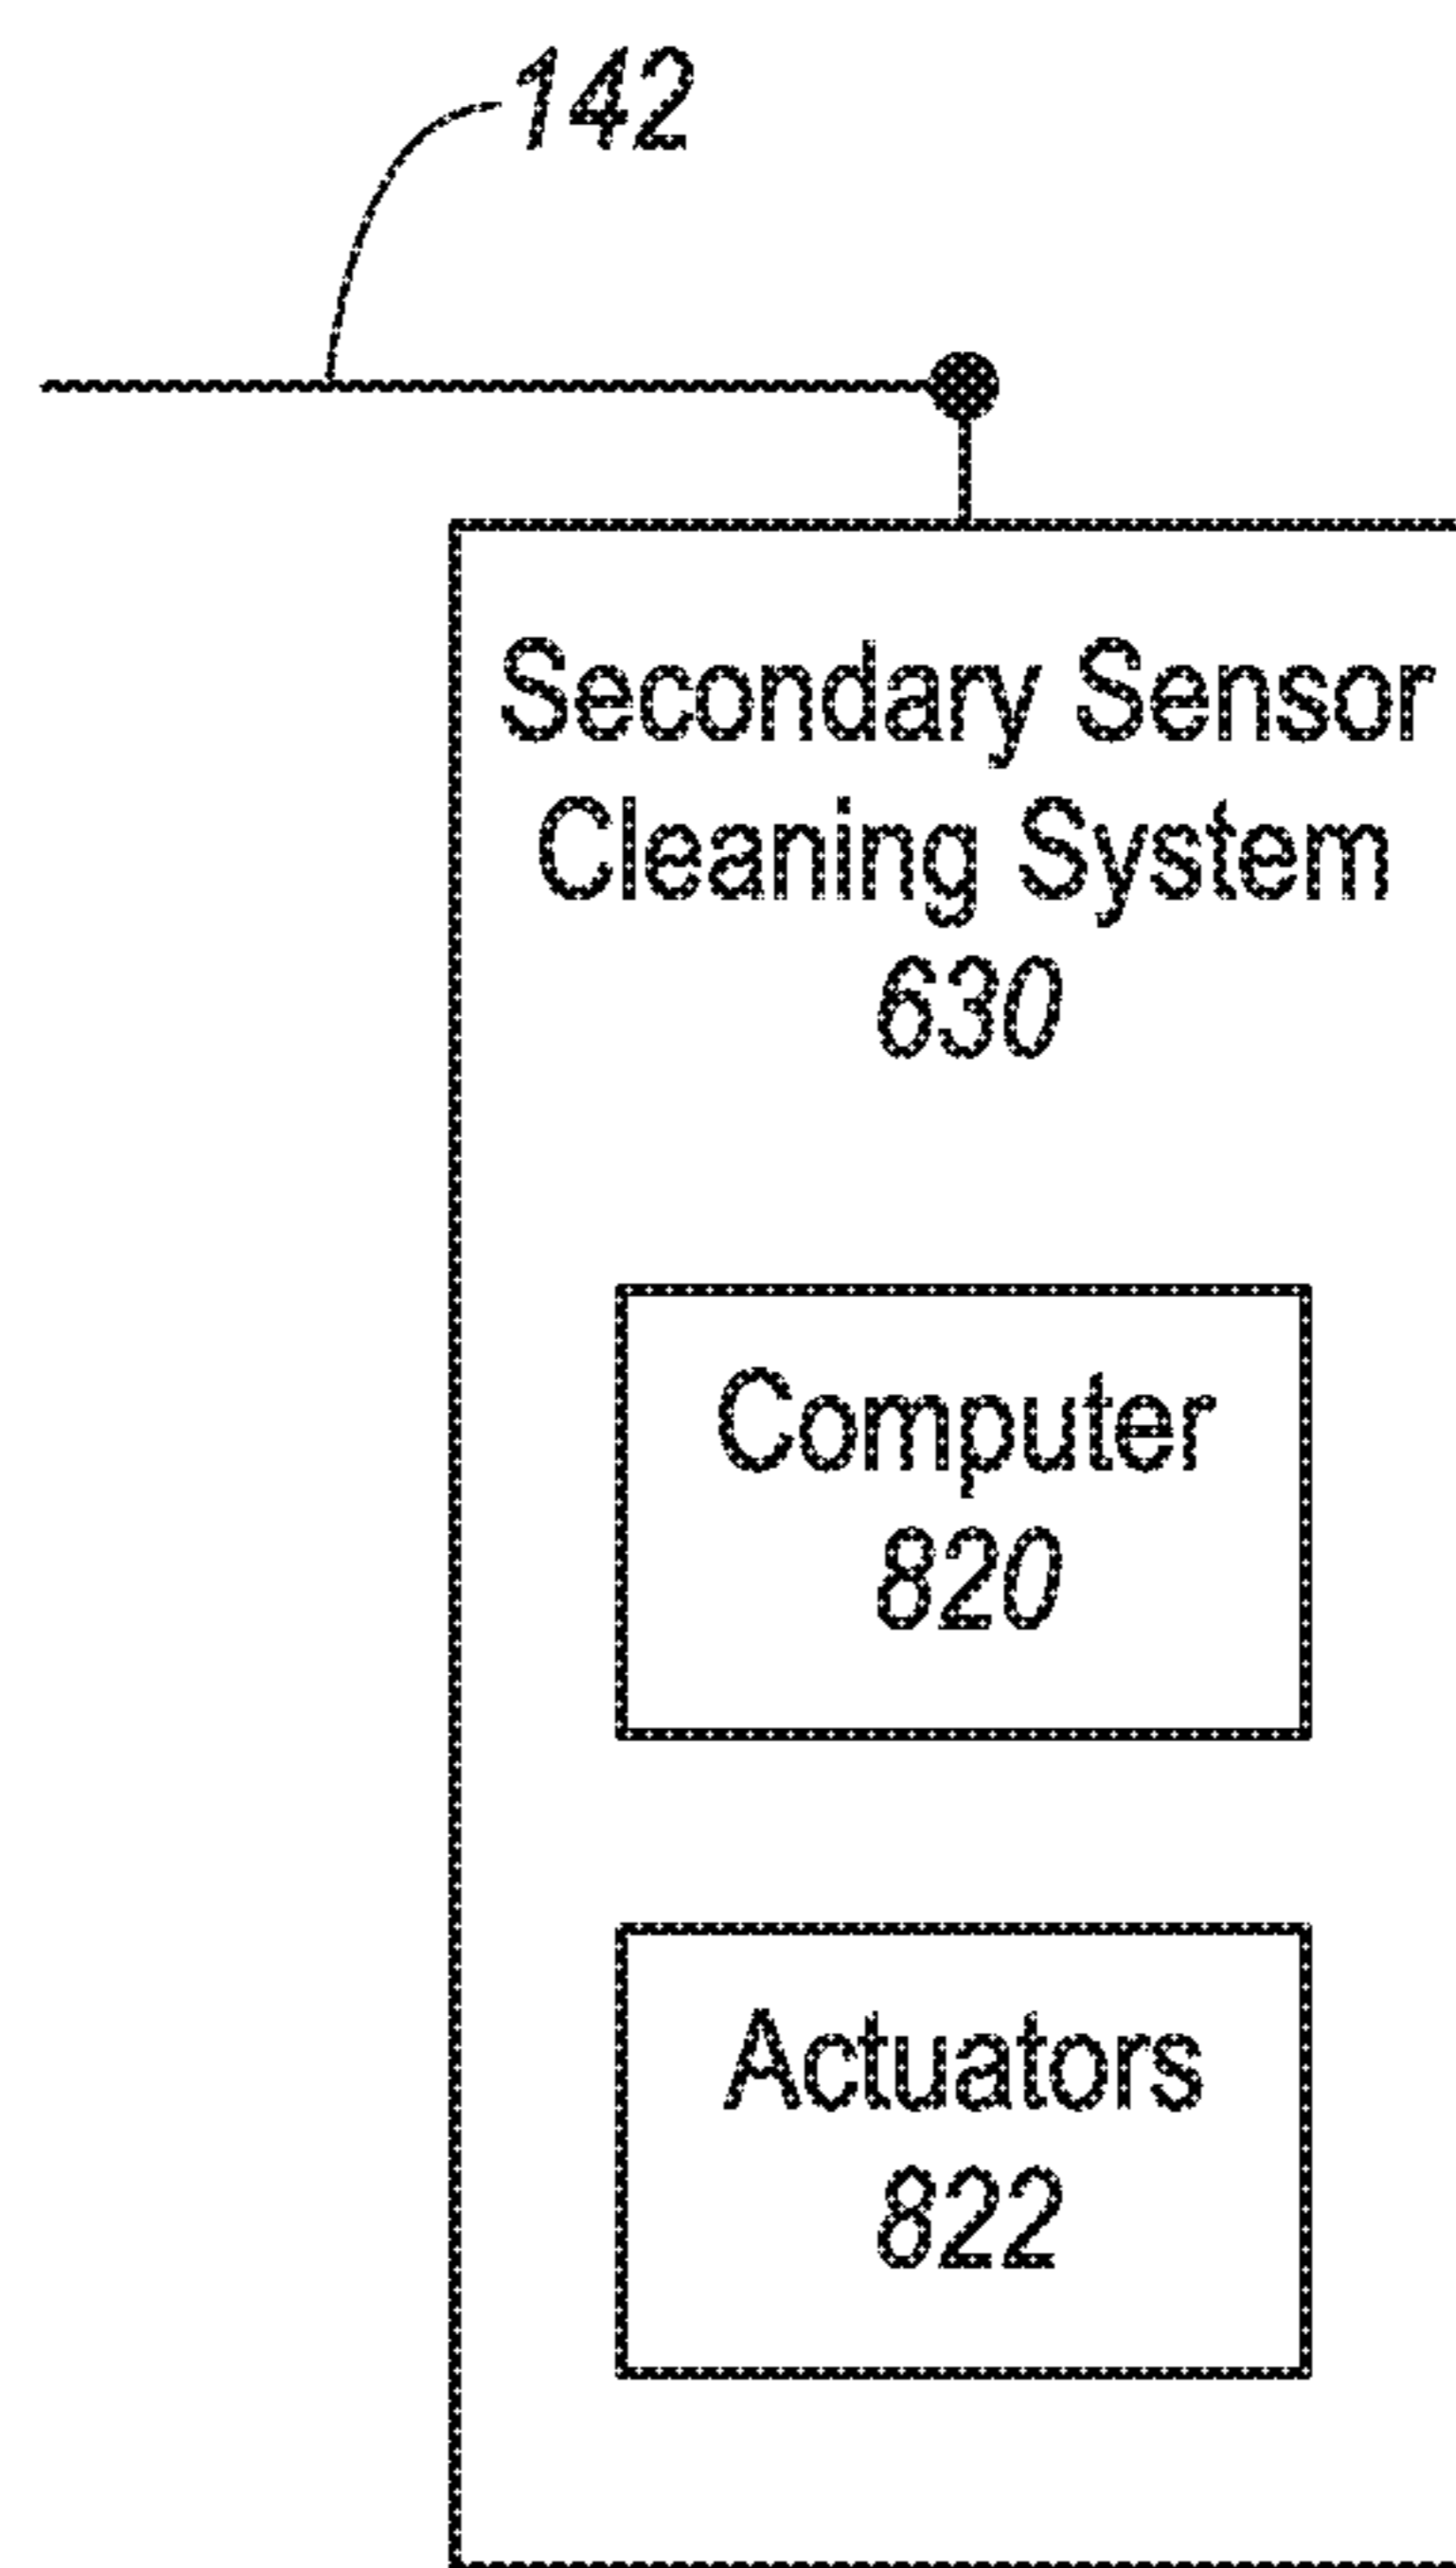 142
Secondary Sensor
Cleaning System
630
Computer
820
Actuators
822